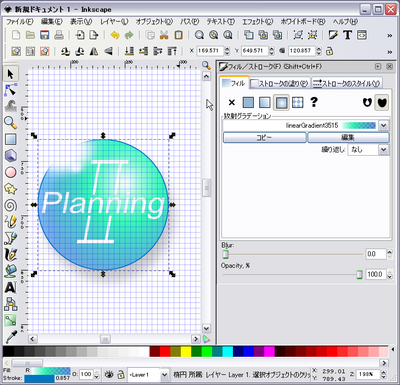 新規ドキュメント 1 - Inkscape
ファイル(F) 編集(E) 表示(V) レイヤー(L) オブジェクト(O) パス(P) テキスト(T) エフェクト(C) ホワイトボード(R) ヘルプ(H)
X 169.571 Y 649.571 幅 120.857
フィル/ストローク(F) (Shift+Ctrl+F)
フィル ストロークの塗り(P) ストロークのスタイル(Y)
?
放射グラデーション
linearGradient3515
コピー 編集
繰り返し なし
Planning
Blur:
0.0
Opacity, %
100.0
Fill: R
Stroke: 0.857
O: 100
Layer 1
楕円 所属 レイヤー Layer 1. 選択オブジェクトのクリッ
X: 299.01
Y: 789.43
Z: 198%